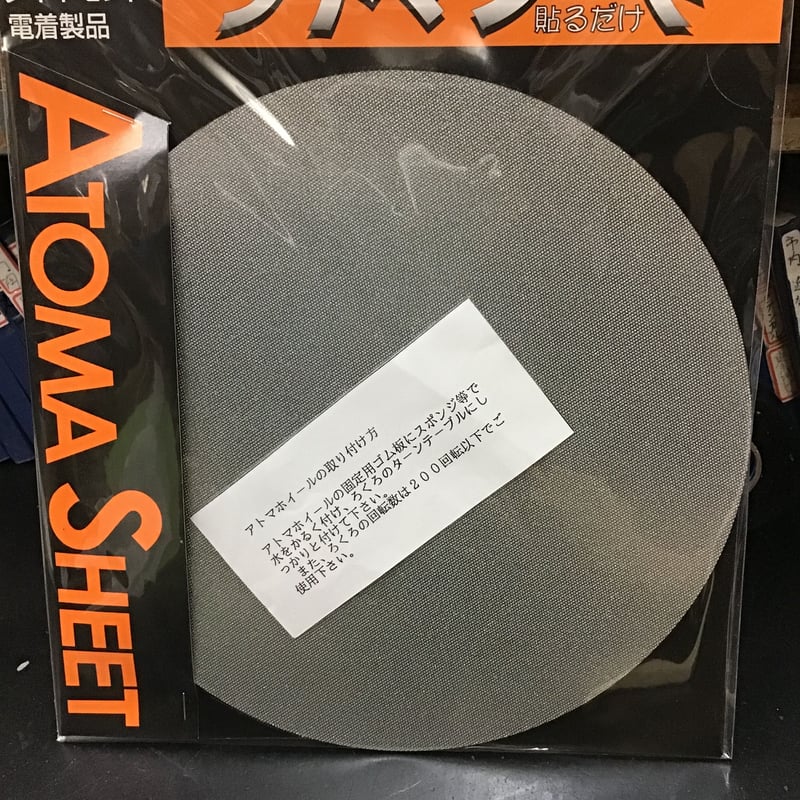 電着製品
貼るだけ
ATOMA SHEET
アトマホイールの取り付け方
アトマホイールの固定用ゴム板にスポンジ等で
水をかるく付け、ろくろのターンテーブルにし
っかりと付けて下さい。
また、ろくろの回転数は200回転以下でご
使用下さい。